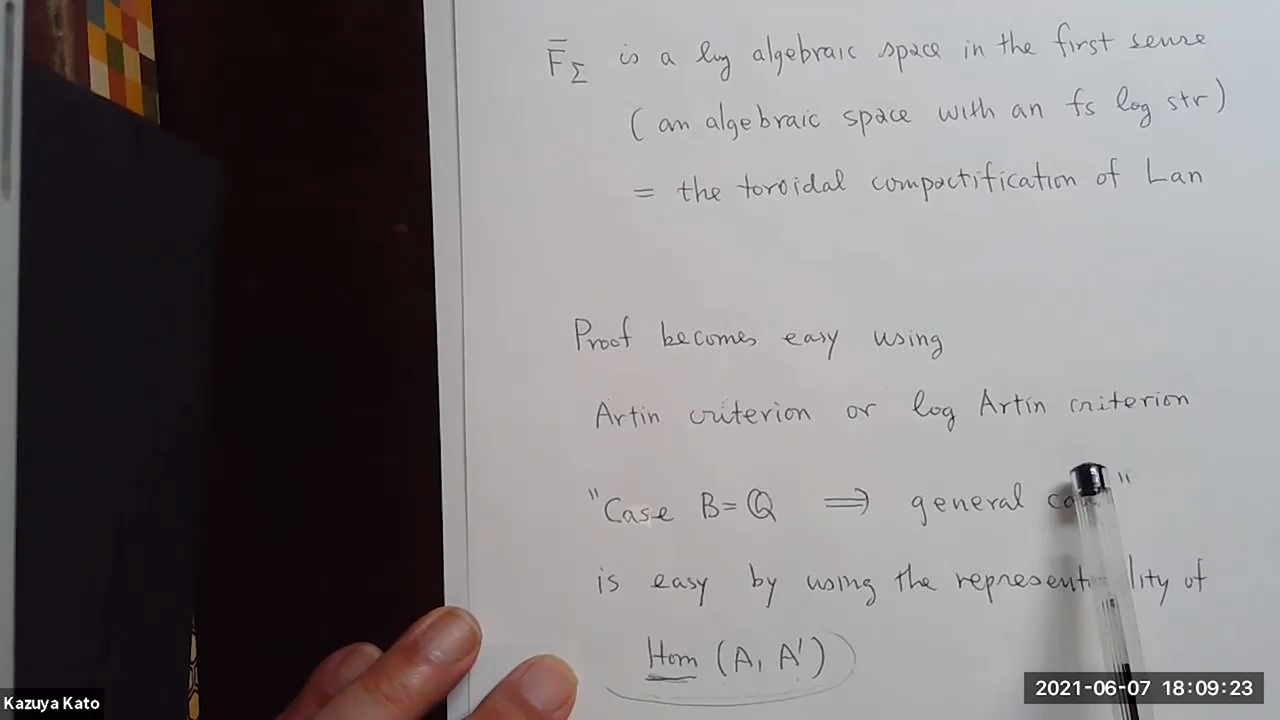 F̄_Σ is a log algebraic space in the first sense
(an algebraic space with an fs log str)
= the toroidal compactification of Lan
Proof becomes easy using
Artin criterion or log Artin criterion
"Case B=ℚ ⟹ general "
is easy by using the of
Hom (A, A')
Kazuya Kato
2021-06-07 18:09:23